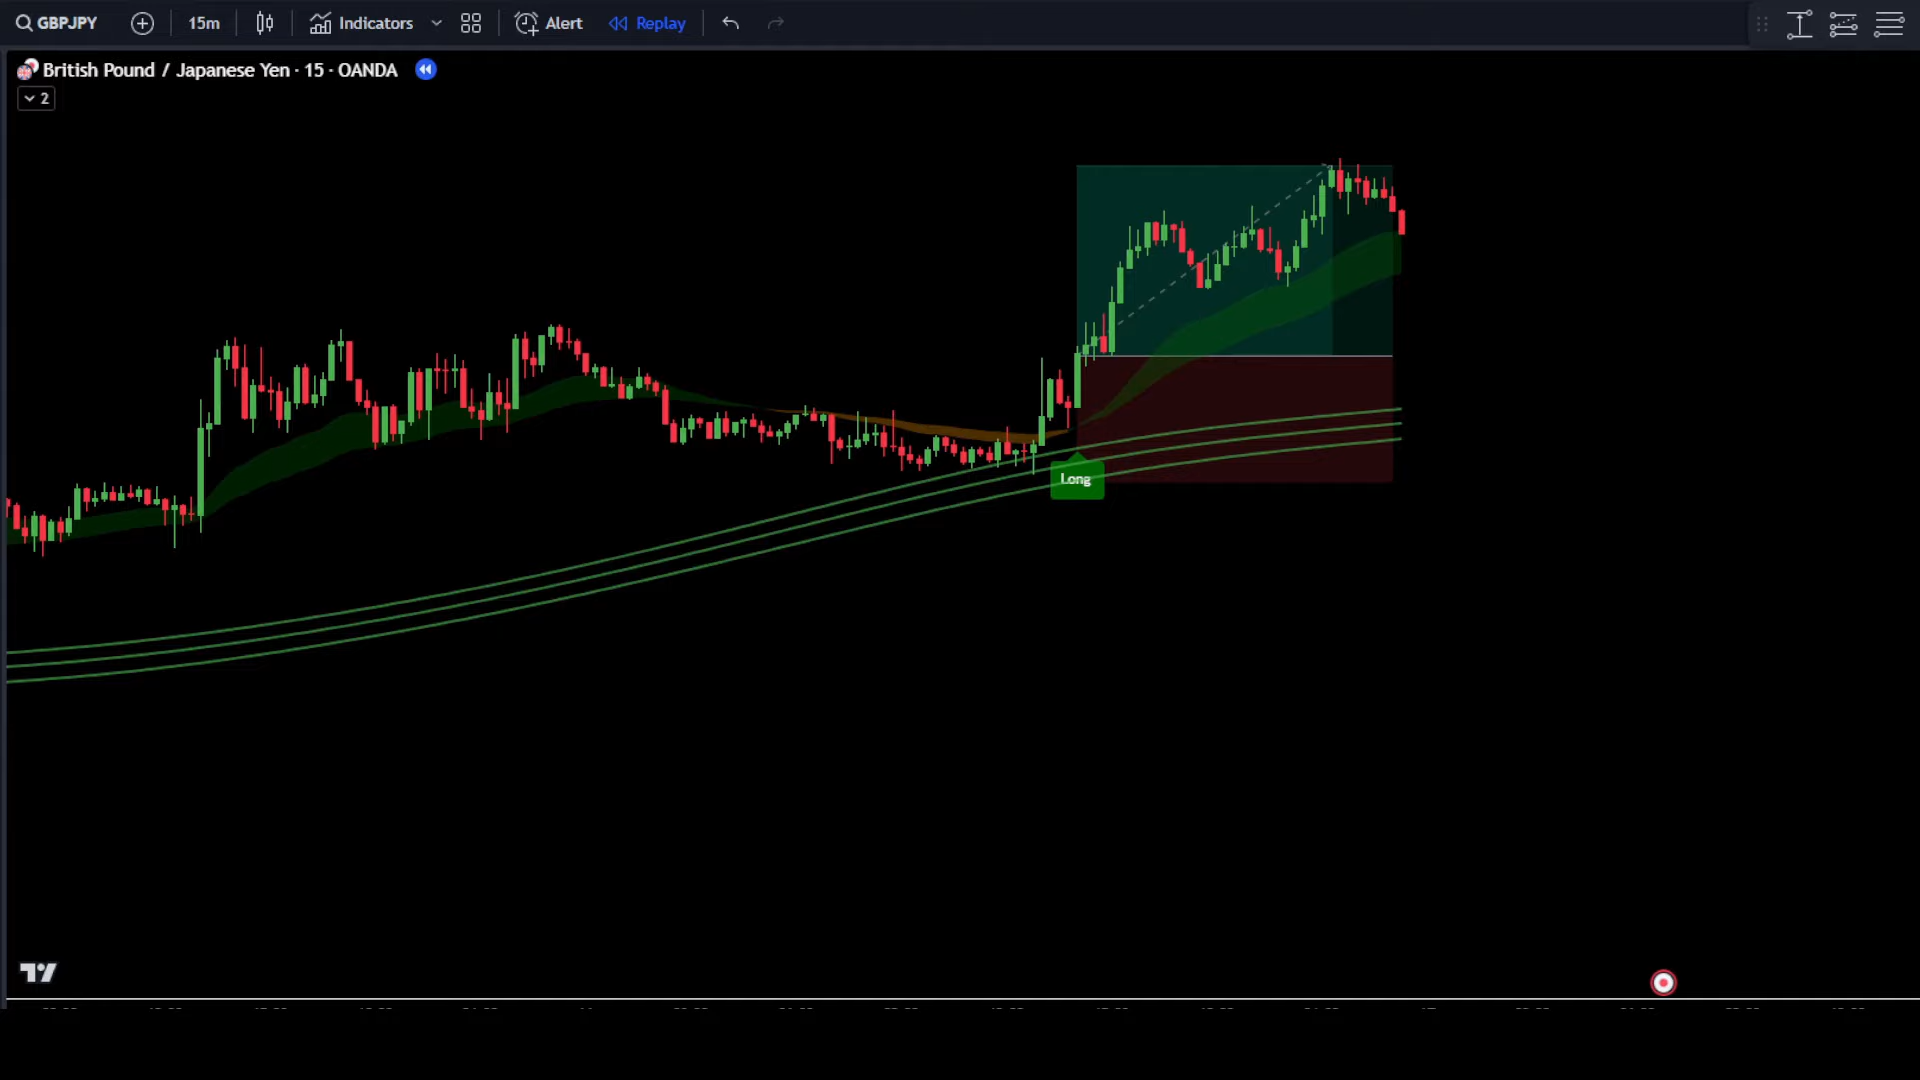 GBPJPY 15m Indicators Alert Replay
British Pound / Japanese Yen · 15 · OANDA
2
Long